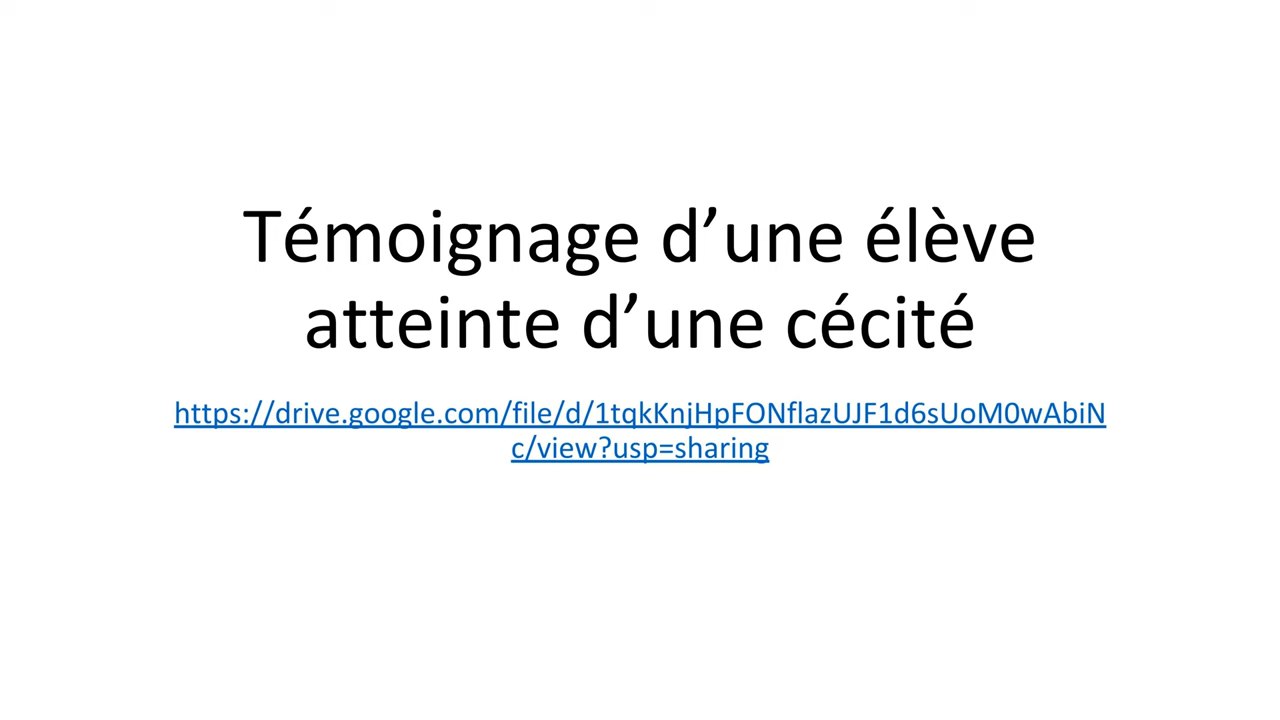 Témoignage d’une élève
atteinte d’une cécité
https://drive.google.com/file/d/1tqkKnjHpFONflazUJF1d6sUoM0wAbiN
c/view?usp=sharing